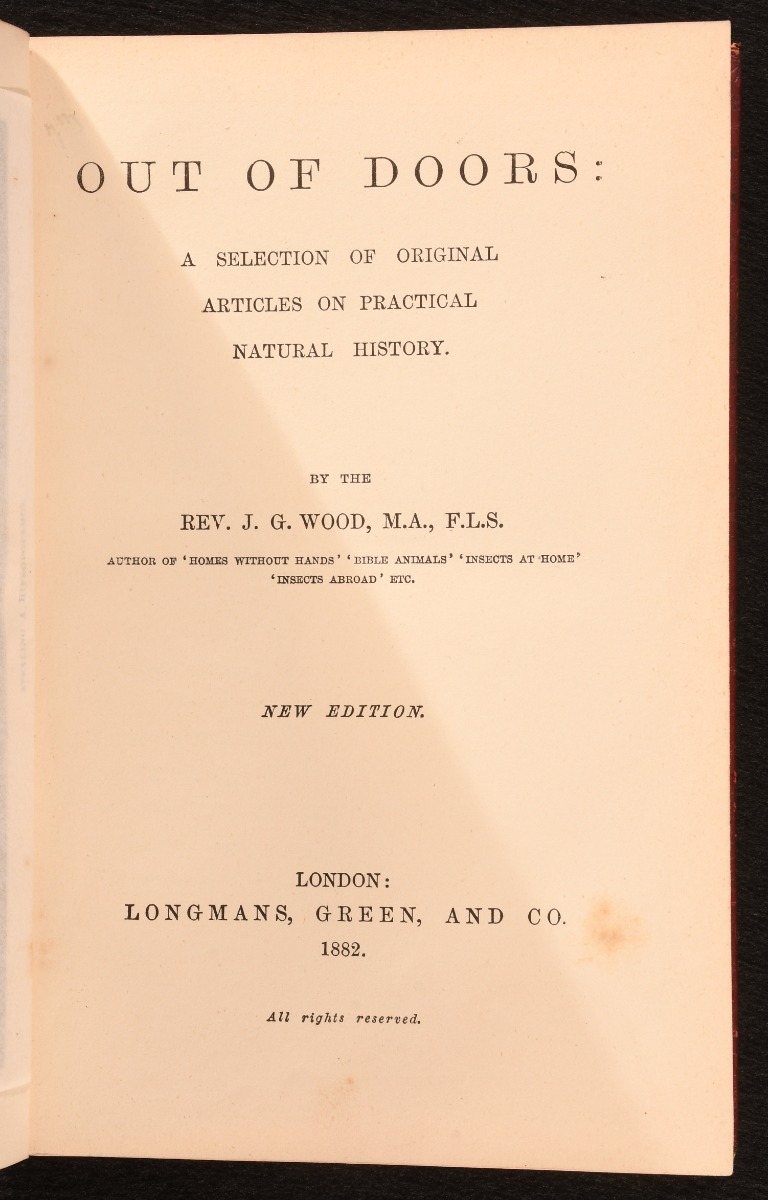 OUT OF DOORS:
A SELECTION OF ORIGINAL
ARTICLES ON PRACTICAL
NATURAL HISTORY.
BY THE
REV. J. G. WOOD, M.A., F.L.S.
AUTHOR OF ‘HOMES WITHOUT HANDS’ ‘BIBLE ANIMALS’ ‘INSECTS AT HOME’
‘INSECTS ABROAD’ ETC.
NEW EDITION.
LONDON:
LONGMANS, GREEN, AND CO.
1882.
All rights reserved.